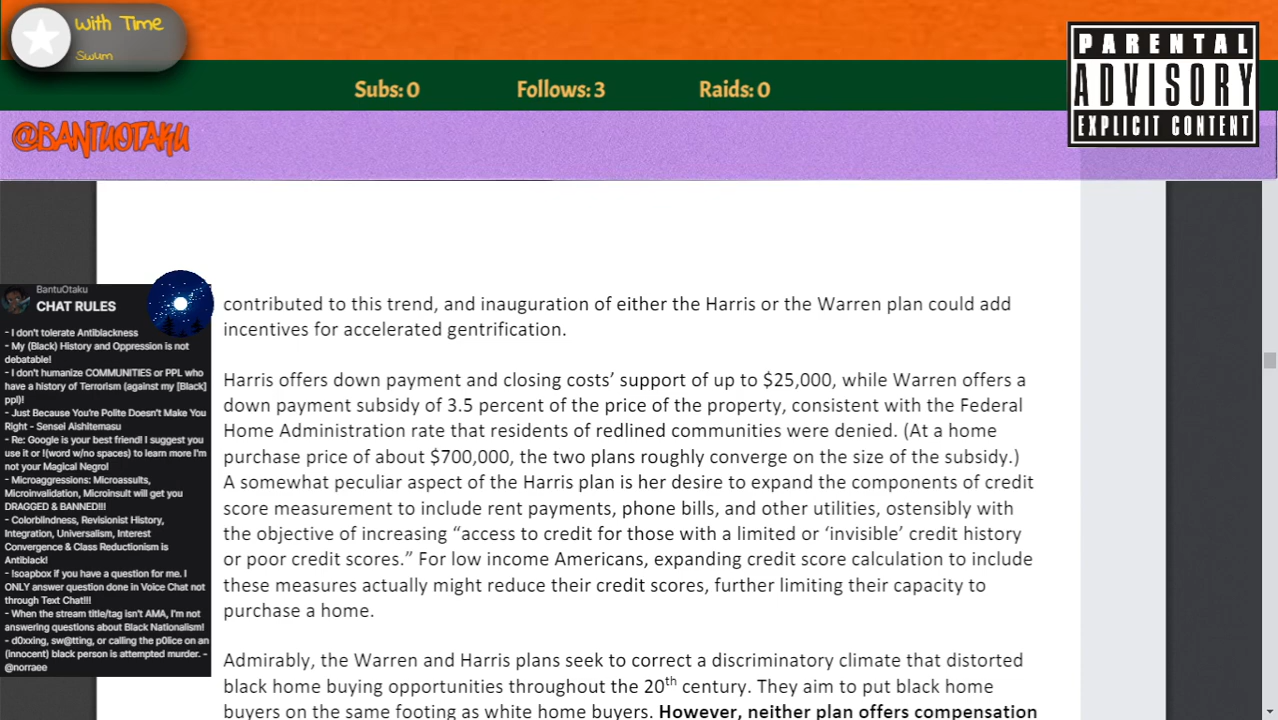 With Time
Swum
PARENTAL
ADVISORY
EXPLICIT CONTENT
Subs: 0
Follows: 3
Raids: 0
@BANTUOTAKU
BantuOtaku
CHAT RULES
- I don't tolerate Antiblackness
- My (Black) History and Oppression is not
debatable!
- I don't humanize COMMUNITIES or PPL who
have a history of Terrorism (against my [Black]
ppl)!
- Just Because You're Polite Doesn't Make You
Right - Sensei Aishitemasu
- Re: Google is your best friend! I suggest you
use it or !(word w/no spaces) to learn more I'm
not your Magical Negro!
- Microaggressions: Microassults,
Microinvalidation, Microinsult will get you
DRAGGED & BANNED!!!
- Colorblindness, Revisionist History,
Integration, Universalism, Interest
Convergence & Class Reductionism is
Antiblack!
- !soapbox if you have a question for me. I
ONLY answer question done in Voice Chat not
through Text Chat!!!
- When the stream title/tag isn't AMA, I'm not
answering questions about Black Nationalism!
- d0xxing, sw@tting, or calling the p0lice on an
(innocent) black person is attempted murder. -
@norraee
contributed to this trend, and inauguration of either the Harris or the Warren plan could add
incentives for accelerated gentrification.
Harris offers down payment and closing costs' support of up to $25,000, while Warren offers a
down payment subsidy of 3.5 percent of the price of the property, consistent with the Federal
Home Administration rate that residents of redlined communities were denied. (At a home
purchase price of about $700,000, the two plans roughly converge on the size of the subsidy.)
A somewhat peculiar aspect of the Harris plan is her desire to expand the components of credit
score measurement to include rent payments, phone bills, and other utilities, ostensibly with
the objective of increasing “access to credit for those with a limited or ‘invisible’ credit history
or poor credit scores.” For low income Americans, expanding credit score calculation to include
these measures actually might reduce their credit scores, further limiting their capacity to
purchase a home.
Admirably, the Warren and Harris plans seek to correct a discriminatory climate that distorted
black home buying opportunities throughout the 20th century. They aim to put black home
buyers on the same footing as white home buyers. However, neither plan offers compensation